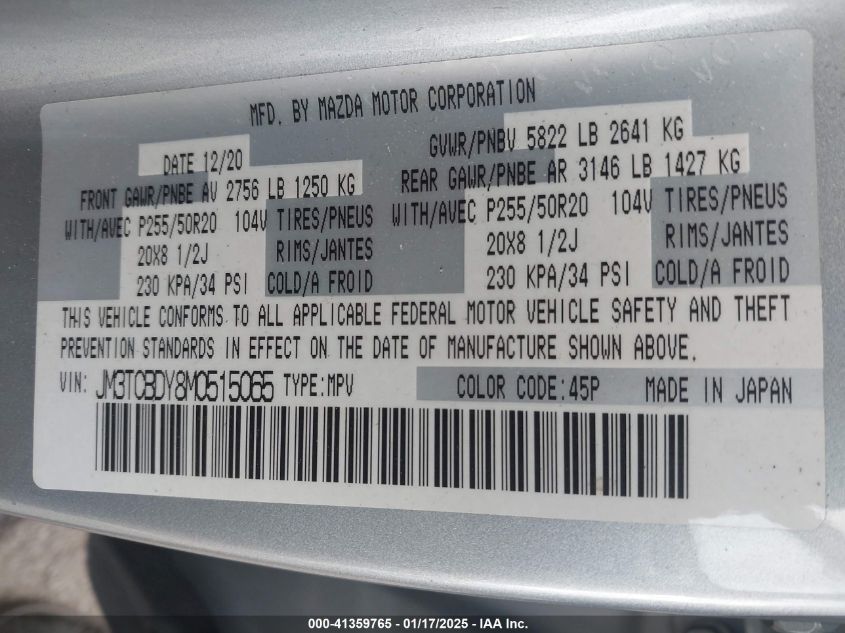 MFD. BY MAZDA MOTOR CORPORATION
DATE 12/20 GVWR/PNBV 5822 LB 2641 KG
FRONT GAWR/PNBE AV 2756 LB 1250 KG REAR GAWR/PNBE AR 3146 LB 1427 KG
WITH/AVEC P255/50R20 104V TIRES/PNEUS WITH/AVEC P255/50R20 104V TIRES/PNEUS
20X8 1/2J RIMS/JANTES 20X8 1/2J RIMS/JANTES
230 KPA/34 PSI COLD/A FROID 230 KPA/34 PSI COLD/A FROID
THIS VEHICLE CONFORMS TO ALL APPLICABLE FEDERAL MOTOR VEHICLE SAFETY AND THEFT
PREVENTION STANDARDS IN EFFECT ON THE DATE OF MANUFACTURE SHOWN ABOVE.
VIN: JM3TCBDY8M0515065 TYPE:MPV COLOR CODE:45P MADE IN JAPAN
000-41359765 - 01/17/2025 - IAA Inc.